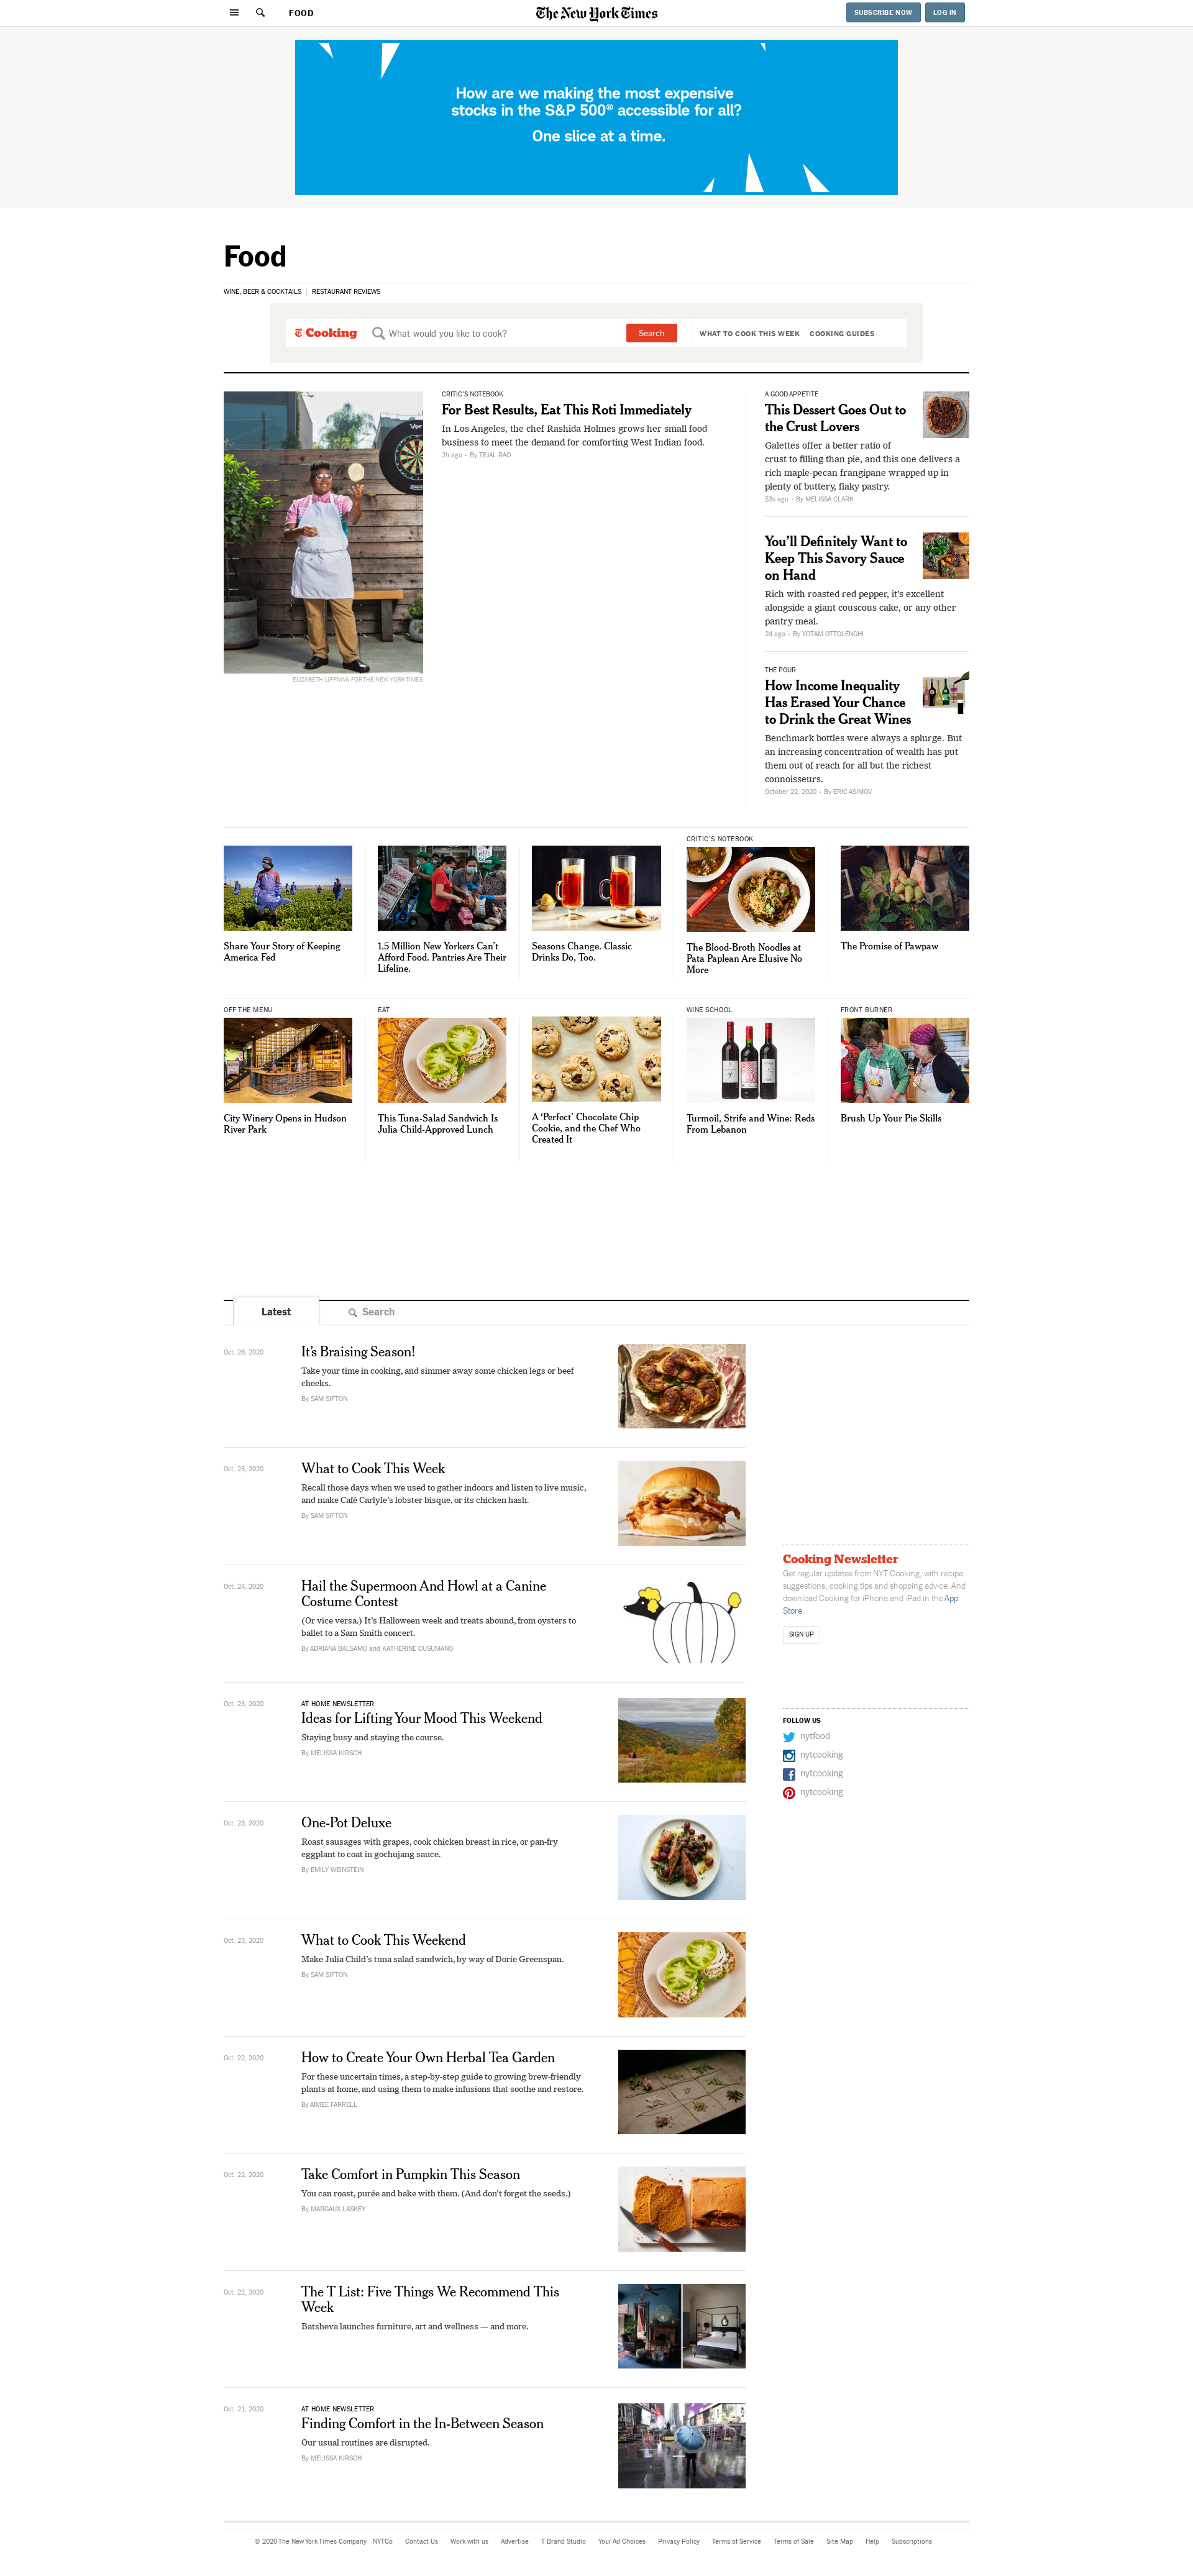 FOOD
The New York Times
SUBSCRIBE NOW
LOG IN
How are we making the most expensive
stocks in the S&P 500® accessible for all?
One slice at a time.
Food
WINE, BEER & COCKTAILS
RESTAURANT REVIEWS
Cooking
What would you like to cook?
Search
WHAT TO COOK THIS WEEK
COOKING GUIDES
CRITIC'S NOTEBOOK
For Best Results, Eat This Roti Immediately
In Los Angeles, the chef Rashida Holmes grows her small food
business to meet the demand for comforting West Indian food.
2h ago • By TEJAL RAO
ELIZABETH LIPPMAN FOR THE NEW YORK TIMES
A GOOD APPETITE
This Dessert Goes Out to
the Crust Lovers
Galettes offer a better ratio of
crust to filling than pie, and this one delivers a
rich maple-pecan frangipane wrapped up in
plenty of buttery, flaky pastry.
53s ago • By MELISSA CLARK
You'll Definitely Want to
Keep This Savory Sauce
on Hand
Rich with roasted red pepper, it's excellent
alongside a giant couscous cake, or any other
pantry meal.
2d ago • By YOTAM OTTOLENGHI
THE POUR
How Income Inequality
Has Erased Your Chance
to Drink the Great Wines
Benchmark bottles were always a splurge. But
an increasing concentration of wealth has put
them out of reach for all but the richest
connoisseurs.
October 22, 2020 • By ERIC ASIMOV
Share Your Story of Keeping
America Fed
1.5 Million New Yorkers Can't
Afford Food. Pantries Are Their
Lifeline.
Seasons Change. Classic
Drinks Do, Too.
CRITIC'S NOTEBOOK
The Blood-Broth Noodles at
Pata Paplean Are Elusive No
More
The Promise of Pawpaw
OFF THE MENU
City Winery Opens in Hudson
River Park
EAT
This Tuna-Salad Sandwich Is
Julia Child-Approved Lunch
A 'Perfect' Chocolate Chip
Cookie, and the Chef Who
Created It
WINE SCHOOL
Turmoil, Strife and Wine: Reds
From Lebanon
FRONT BURNER
Brush Up Your Pie Skills
Latest
Search
Oct. 26, 2020
It's Braising Season!
Take your time in cooking, and simmer away some chicken legs or beef
cheeks.
By SAM SIFTON
Oct. 25, 2020
What to Cook This Week
Recall those days when we used to gather indoors and listen to live music,
and make Café Carlyle's lobster bisque, or its chicken hash.
By SAM SIFTON
Oct. 24, 2020
Hail the Supermoon And Howl at a Canine
Costume Contest
(Or vice versa.) It's Halloween week and treats abound, from oysters to
ballet to a Sam Smith concert.
By ADRIANA BALSAMO and KATHERINE CUSUMANO
Oct. 23, 2020
AT HOME NEWSLETTER
Ideas for Lifting Your Mood This Weekend
Staying busy and staying the course.
By MELISSA KIRSCH
Oct. 23, 2020
One-Pot Deluxe
Roast sausages with grapes, cook chicken breast in rice, or pan-fry
eggplant to coat in gochujang sauce.
By EMILY WEINSTEIN
Oct. 23, 2020
What to Cook This Weekend
Make Julia Child's tuna salad sandwich, by way of Dorie Greenspan.
By SAM SIFTON
Oct. 22, 2020
How to Create Your Own Herbal Tea Garden
For these uncertain times, a step-by-step guide to growing brew-friendly
plants at home, and using them to make infusions that soothe and restore.
By AIMEE FARRELL
Oct. 22, 2020
Take Comfort in Pumpkin This Season
You can roast, purée and bake with them. (And don't forget the seeds.)
By MARGAUX LASKEY
Oct. 22, 2020
The T List: Five Things We Recommend This
Week
Batsheva launches furniture, art and wellness — and more.
Oct. 21, 2020
AT HOME NEWSLETTER
Finding Comfort in the In-Between Season
Our usual routines are disrupted.
By MELISSA KIRSCH
Cooking Newsletter
Get regular updates from NYT Cooking, with recipe
suggestions, cooking tips and shopping advice. And
download Cooking for iPhone and iPad in the App
Store.
SIGN UP
FOLLOW US
nytfood
nytcooking
nytcooking
nytcooking
© 2020 The New York Times Company NYTCo Contact Us Work with us Advertise T Brand Studio Your Ad Choices Privacy Policy Terms of Service Terms of Sale Site Map Help Subscriptions